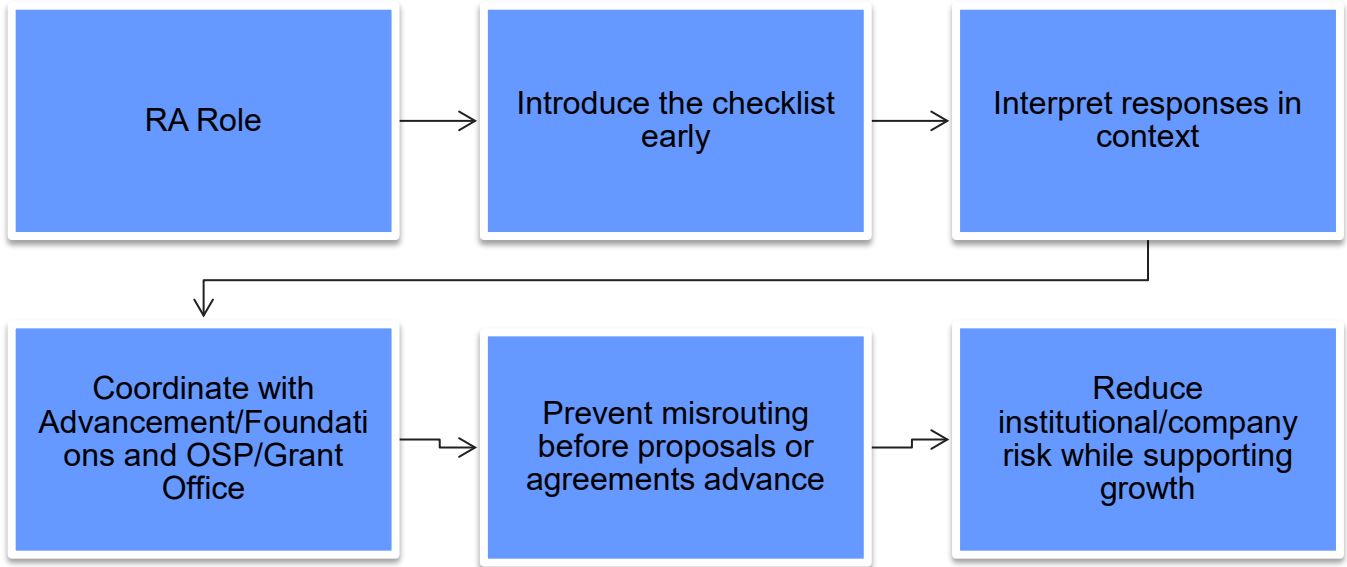 RA Role
Introduce the checklist
early
Interpret responses in
context
Coordinate with
Advancement/Foundati
ons and OSP/Grant
Office
Prevent misrouting
before proposals or
agreements advance
Reduce
institutional/company
risk while supporting
growth